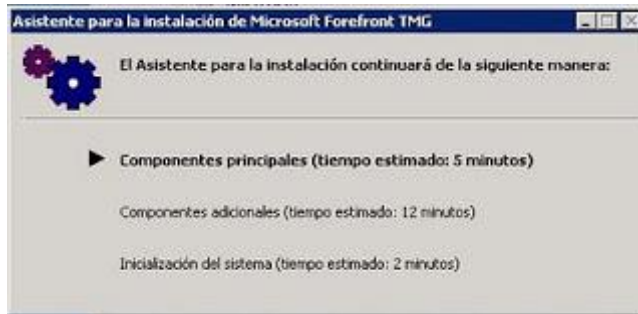 Asistente para la instalación de Microsoft Forefront TMG
El Asistente para la instalación continuará de la siguiente manera:
Componentes principales (tiempo estimado: 5 minutos)
Componentes adicionales (tiempo estimado: 12 minutos)
Inicialización del sistema (tiempo estimado: 2 minutos)